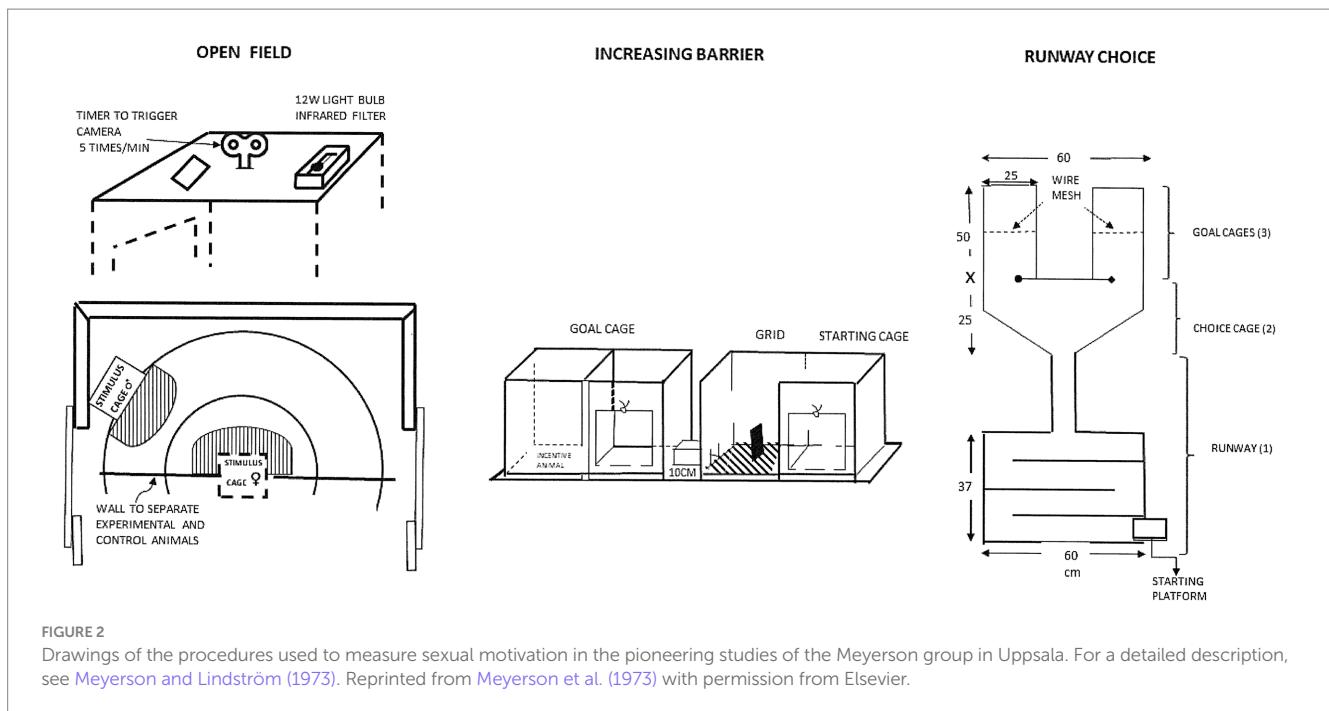 OPEN FIELD
TIMER TO TRIGGER
CAMERA
5 TIMES/MIN
12W LIGHT BULB
INFRARED FILTER
STIMULUS
CAGE ♂
STIMULUS
CAGE ♀
WALL TO SEPARATE
EXPERIMENTAL AND
CONTROL ANIMALS
INCREASING BARRIER
GOAL CAGE
GRID
STARTING CAGE
INCENTIVE
ANIMAL
10CM
RUNWAY CHOICE
60
25
WIRE
MESH
50
X
25
GOAL CAGES (3)
CHOICE CAGE (2)
RUNWAY (1)
37
60
cm
STARTING
PLATFORM
FIGURE 2
Drawings of the procedures used to measure sexual motivation in the pioneering studies of the Meyerson group in Uppsala. For a detailed description,
see Meyerson and Lindström (1973). Reprinted from Meyerson et al. (1973) with permission from Elsevier.